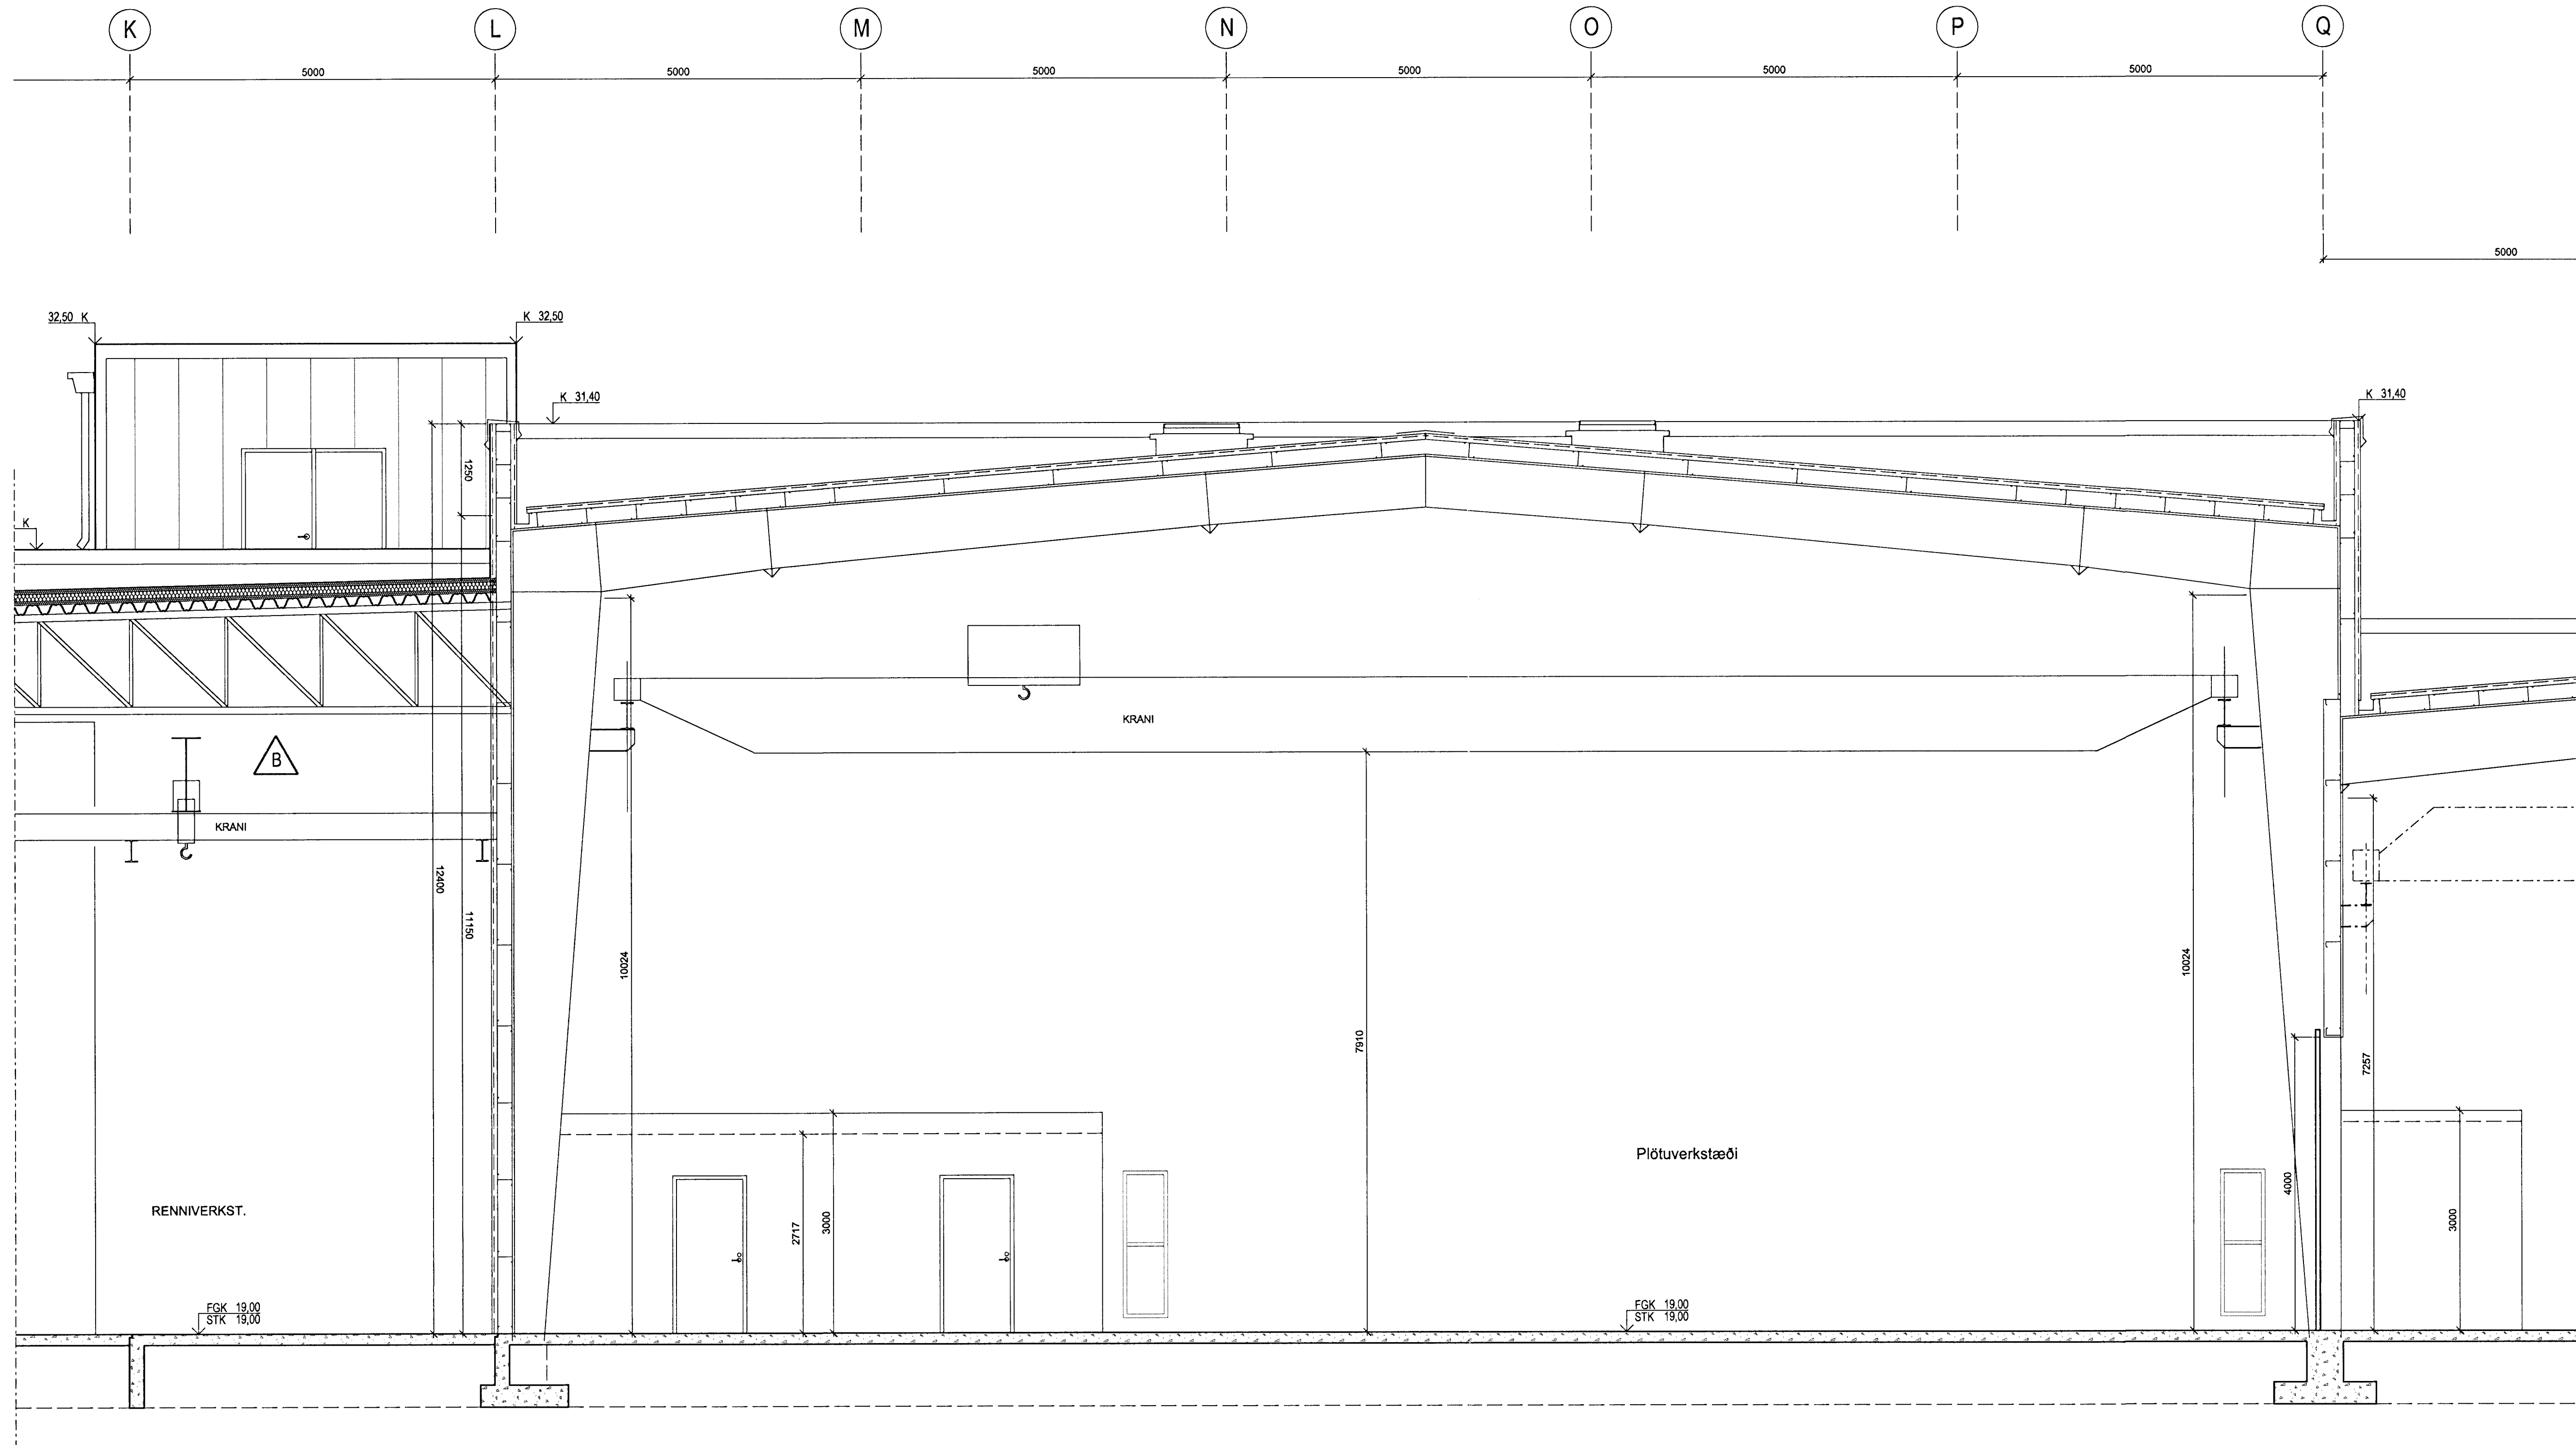 K
L
M
N
O
P
Q
5000
5000
5000
5000
5000
5000
5000
32,50 K
K 32,50
K 31,40
K 31,40
K
1250
12400
11150
B
KRANI
KRANI
10024
7910
10024
7257
4000
3000
2717
3000
Plötuverkstæði
RENNIVERKST.
FGK 19,00
STK 19,00
FGK 19,00
STK 19,00